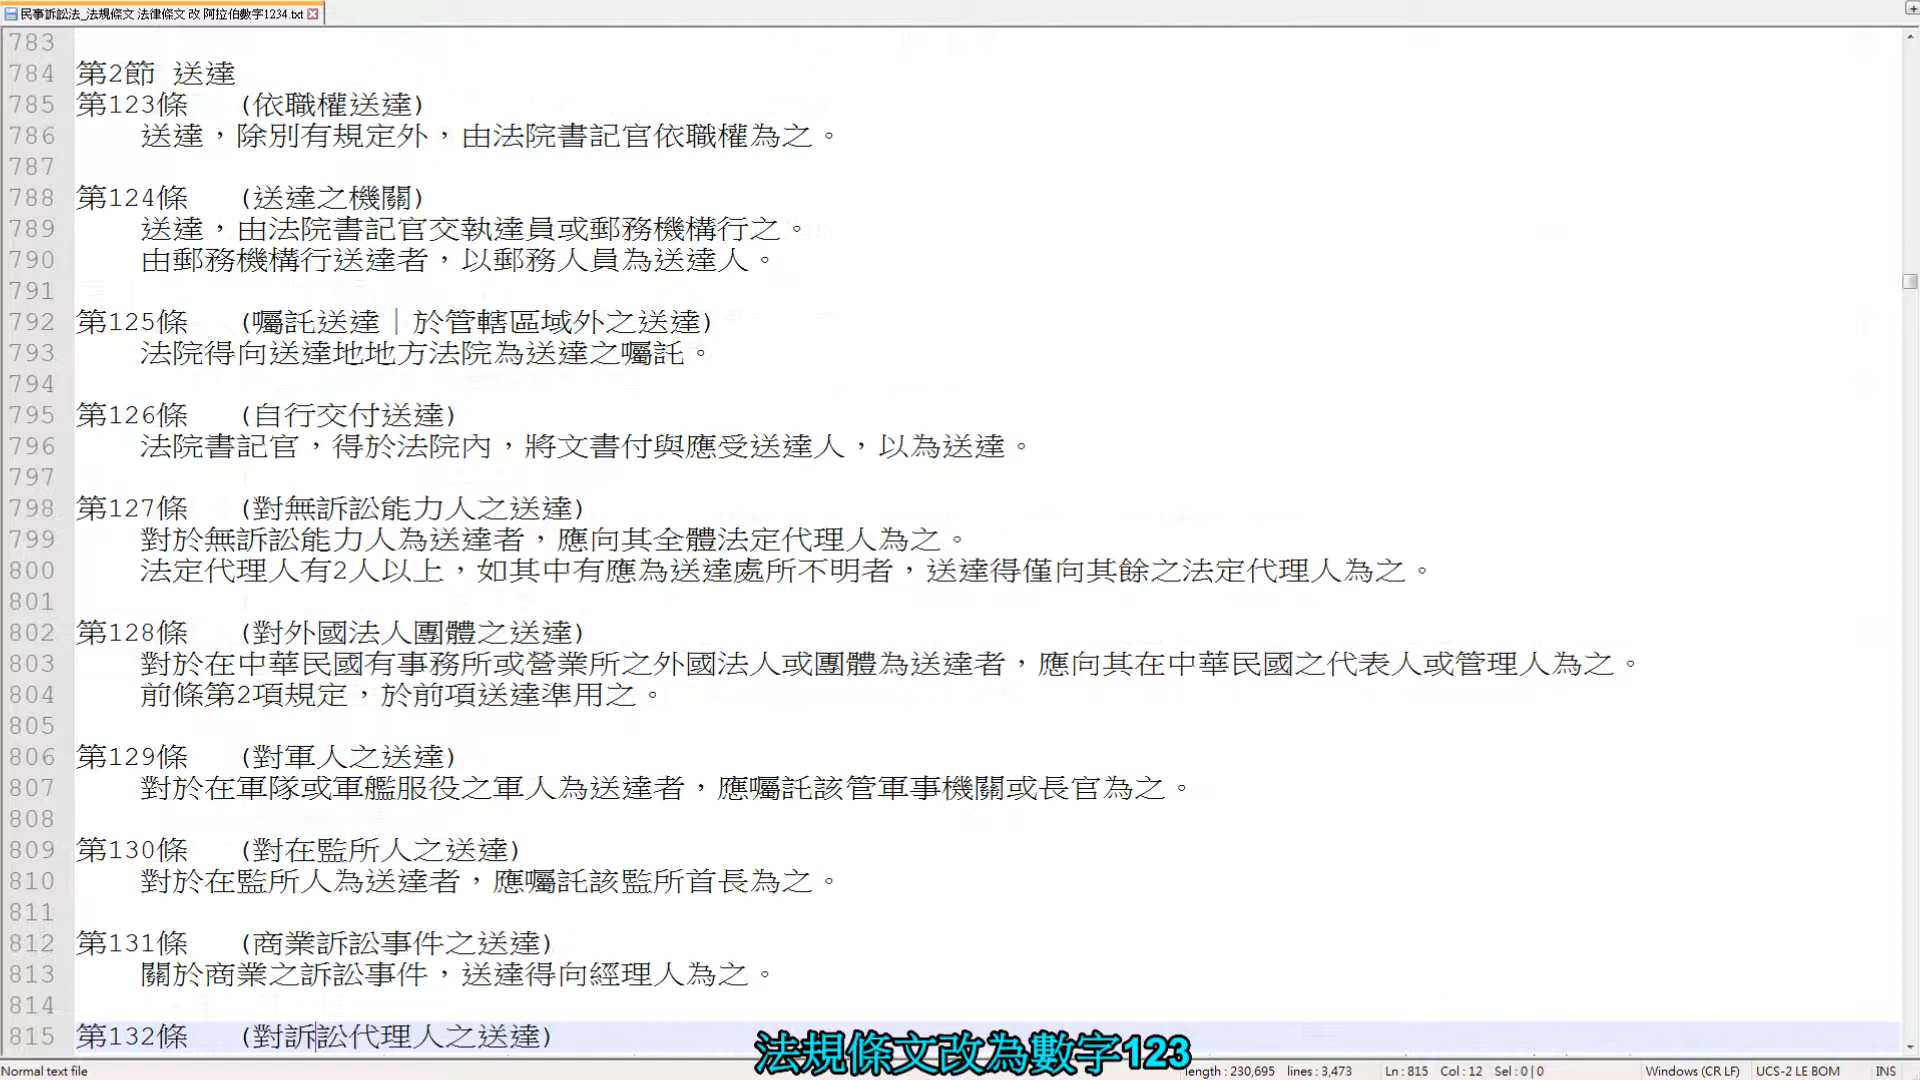 民事訴訟法_法規條文 法律條文 改 阿拉伯數字1234.txt
783
784 第2節 送達
785 第123條 (依職權送達)
786 送達，除別有規定外，由法院書記官依職權為之。
787
788 第124條 (送達之機關)
789 送達，由法院書記官交執達員或郵務機構行之。
790 由郵務機構行送達者，以郵務人員為送達人。
791
792 第125條 (囑託送達│於管轄區域外之送達)
793 法院得向送達地地方法院為送達之囑託。
794
795 第126條 (自行交付送達)
796 法院書記官，得於法院內，將文書付與應受送達人，以為送達。
797
798 第127條 (對無訴訟能力人之送達)
799 對於無訴訟能力人為送達者，應向其全體法定代理人為之。
800 法定代理人有2人以上，如其中有應為送達處所不明者，送達得僅向其餘之法定代理人為之。
801
802 第128條 (對外國法人團體之送達)
803 對於在中華民國有事務所或營業所之外國法人或團體為送達者，應向其在中華民國之代表人或管理人為之。
804 前條第2項規定，於前項送達準用之。
805
806 第129條 (對軍人之送達)
807 對於在軍隊或軍艦服役之軍人為送達者，應囑託該管軍事機關或長官為之。
808
809 第130條 (對在監所人之送達)
810 對於在監所人為送達者，應囑託該監所首長為之。
811
812 第131條 (商業訴訟事件之送達)
813 關於商業之訴訟事件，送達得向經理人為之。
814
815 第132條 (對訴訟代理人之送達)
法規條文改為數字123
Normal text file length : 230,695 lines : 3,473 Ln : 815 Col : 12 Sel : 0 | 0 Windows (CR LF) UCS-2 LE BOM INS